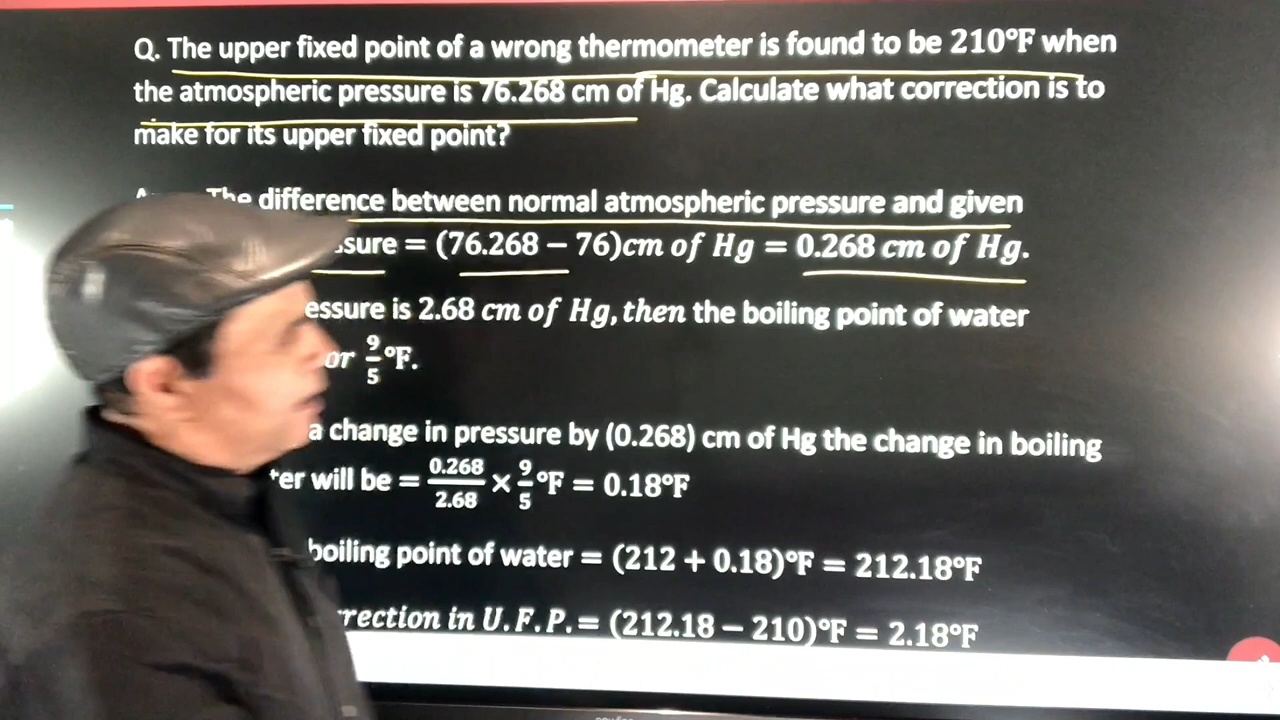 Q. The upper fixed point of a wrong thermometer is found to be 210°F when
the atmospheric pressure is 76.268 cm of Hg. Calculate what correction is to
make for its upper fixed point?
The difference between normal atmospheric pressure and given
= (76.268 − 76)cm of Hg = 0.268 cm of Hg.
is 2.68 cm of Hg, then the boiling point of water
or 9/5 °F.
a change in pressure by (0.268) cm of Hg the change in boiling
will be = 0.268/2.68 × 9/5 °F = 0.18°F
boiling point of water = (212 + 0.18)°F = 212.18°F
in U.F.P. = (212.18 − 210)°F = 2.18°F